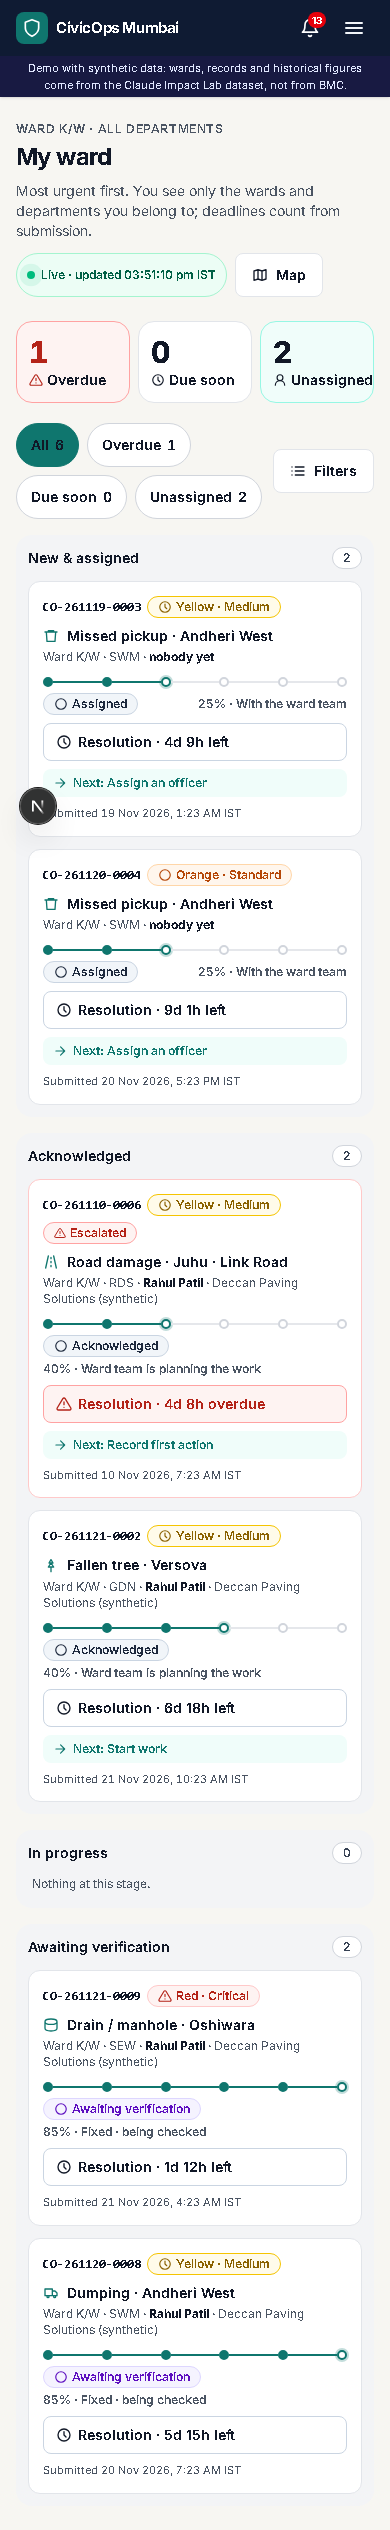 CivicOps Mumbai
13
Demo with synthetic data: wards, records and historical figures
come from the Claude Impact Lab dataset, not from BMC.
WARD K/W · ALL DEPARTMENTS
My ward
Most urgent first. You see only the wards and
departments you belong to; deadlines count from
submission.
Live · updated 03:51:10 pm IST
Map
1
Overdue
0
Due soon
2
Unassigned
All 6
Overdue 1
Due soon 0
Unassigned 2
Filters
New & assigned
2
CO-261119-0003
Yellow · Medium
Missed pickup · Andheri West
Ward K/W · SWM · nobody yet
Assigned
25% · With the ward team
Resolution · 4d 9h left
Next: Assign an officer
N
bmitted 19 Nov 2026, 1:23 AM IST
CO-261120-0004
Orange · Standard
Missed pickup · Andheri West
Ward K/W · SWM · nobody yet
Assigned
25% · With the ward team
Resolution · 9d 1h left
Next: Assign an officer
Submitted 20 Nov 2026, 5:23 PM IST
Acknowledged
2
CO-261110-0006
Yellow · Medium
Escalated
Road damage · Juhu · Link Road
Ward K/W · RDS · Rahul Patil · Deccan Paving
Solutions (synthetic)
Acknowledged
40% · Ward team is planning the work
Resolution · 4d 8h overdue
Next: Record first action
Submitted 10 Nov 2026, 7:23 AM IST
CO-261121-0002
Yellow · Medium
Fallen tree · Versova
Ward K/W · GDN · Rahul Patil · Deccan Paving
Solutions (synthetic)
Acknowledged
40% · Ward team is planning the work
Resolution · 6d 18h left
Next: Start work
Submitted 21 Nov 2026, 10:23 AM IST
In progress
0
Nothing at this stage.
Awaiting verification
2
CO-261121-0009
Red · Critical
Drain / manhole · Oshiwara
Ward K/W · SEW · Rahul Patil · Deccan Paving
Solutions (synthetic)
Awaiting verification
85% · Fixed · being checked
Resolution · 1d 12h left
Submitted 21 Nov 2026, 4:23 AM IST
CO-261120-0008
Yellow · Medium
Dumping · Andheri West
Ward K/W · SWM · Rahul Patil · Deccan Paving
Solutions (synthetic)
Awaiting verification
85% · Fixed · being checked
Resolution · 5d 15h left
Submitted 20 Nov 2026, 7:23 AM IST